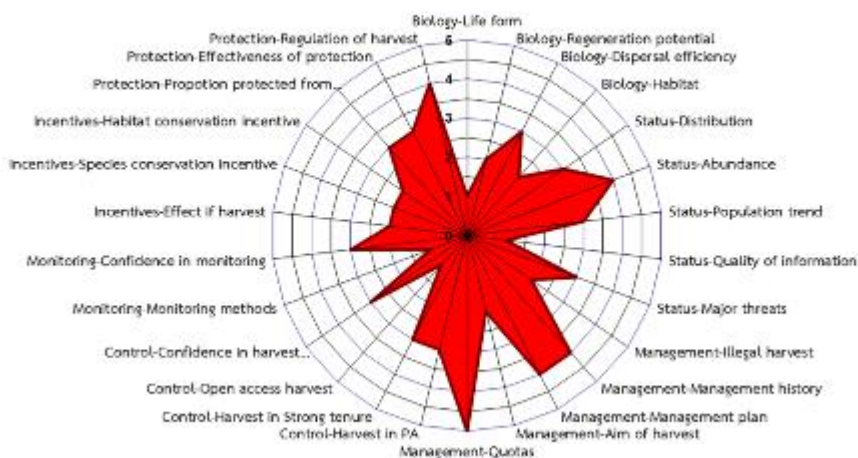 Biology-Life form
Protection-Regulation of harvest
Biology-Regeneration potential
Protection-Effectiveness of protection
Biology-Dispersal efficiency
Protection-Propotion protected from...
Biology-Habitat
Incentives-Habitat conservation incentive
Status-Distribution
Incentives-Species conservation Incentive
Status-Abundance
Incentives-Effect if harvest
Status-Population trend
Monitoring-Confidence in monitoring
Status-Quality of information
Monitoring-Monitoring methods
Status-Major threats
Control-Confidence in harvest...
Management-Illegal harvest
Control-Open access harvest
Management-Management history
Control-Harvest in Strong tenure
Management-Management plan
Control-Harvest in PA
Management-Aim of harvest
Management-Quotas
5
4
3
2
1
0